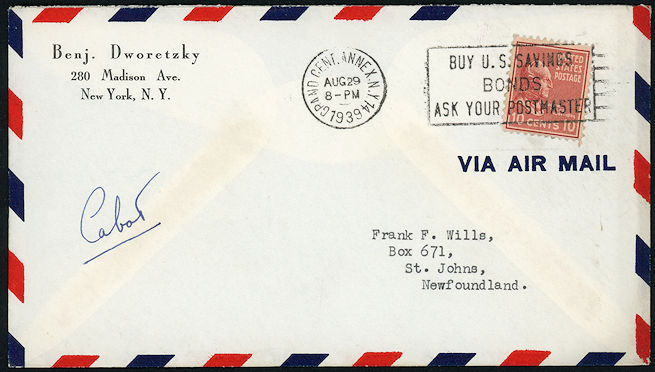 Benj. Dworetzky
280 Madison Ave.
New York, N. Y.
GRAND CENT. ANNEX. N.Y. 14
AUG 29
8-PM
1939
BUY U.S. SAVINGS
BONDS
ASK YOUR POSTMASTER
UNITED
STATES
POSTAGE
10 CENTS 10
VIA AIR MAIL
Cabot
Frank F. Wills,
Box 671,
St. Johns,
Newfoundland.